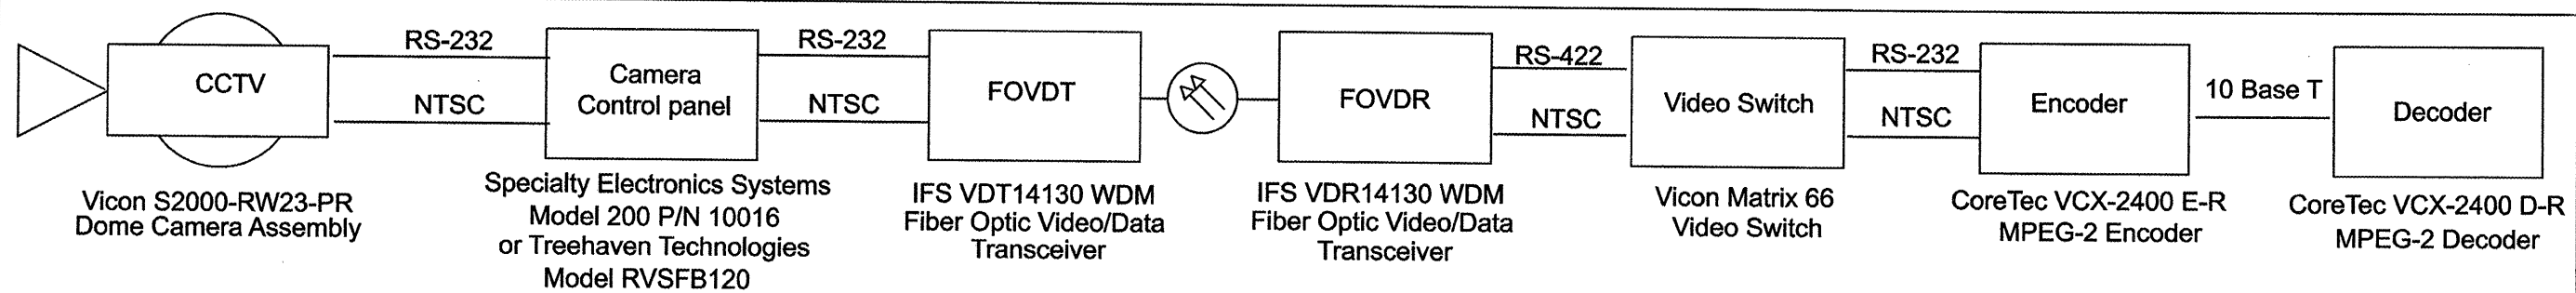 CCTV
RS-232
NTSC
Camera
Control panel
RS-232
NTSC
FOVDT
FOVDR
RS-422
NTSC
Video Switch
RS-232
NTSC
Encoder
10 Base T
Decoder
Vicon S2000-RW23-PR
Dome Camera Assembly
Specialty Electronics Systems
Model 200 P/N 10016
or Treehaven Technologies
Model RVSFB120
IFS VDT14130 WDM
Fiber Optic Video/Data
Transceiver
IFS VDR14130 WDM
Fiber Optic Video/Data
Transceiver
Vicon Matrix 66
Video Switch
CoreTec VCX-2400 E-R
MPEG-2 Encoder
CoreTec VCX-2400 D-R
MPEG-2 Decoder